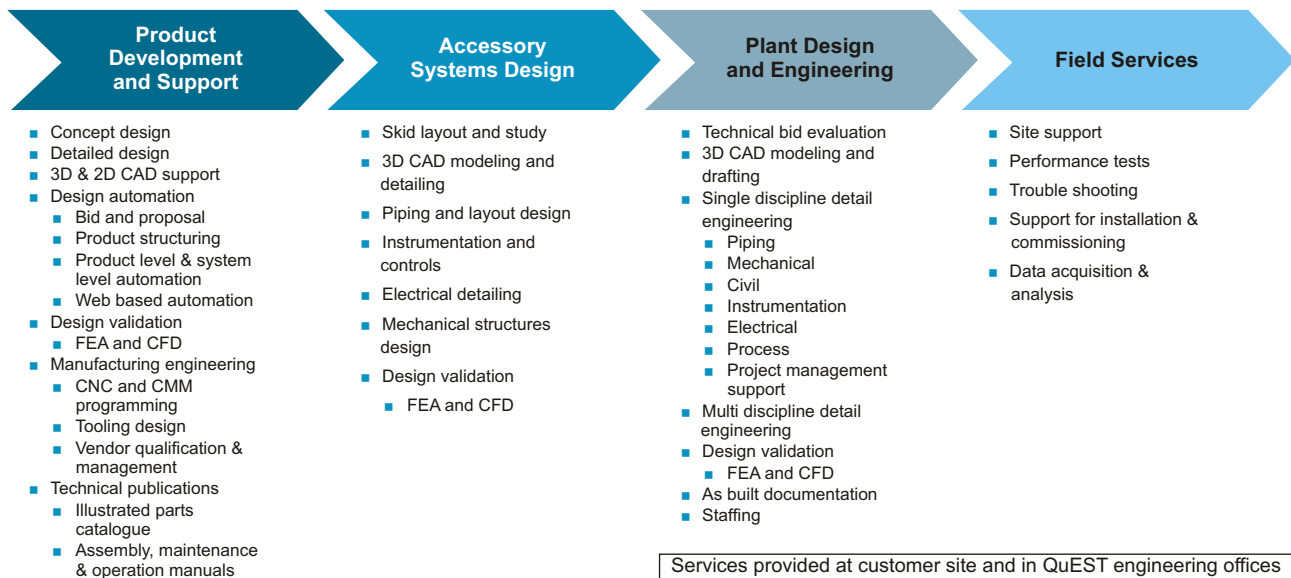 Product
Development
and Support
Accessory
Systems Design
Plant Design
and Engineering
Field Services
Concept design
Detailed design
3D & 2D CAD support
Design automation
Bid and proposal
Product structuring
Product level & system
level automation
Web based automation
Design validation
FEA and CFD
Manufacturing engineering
CNC and CMM
programming
Tooling design
Vendor qualification &
management
Technical publications
Illustrated parts
catalogue
Assembly, maintenance
& operation manuals
Skid layout and study
3D CAD modeling and
detailing
Piping and layout design
Instrumentation and
controls
Electrical detailing
Mechanical structures
design
Design validation
FEA and CFD
Technical bid evaluation
3D CAD modeling and
drafting
Single discipline detail
engineering
Piping
Mechanical
Civil
Instrumentation
Electrical
Process
Project management
support
Multi discipline detail
engineering
Design validation
FEA and CFD
As built documentation
Staffing
Site support
Performance tests
Trouble shooting
Support for installation &
commissioning
Data acquisition &
analysis
Services provided at customer site and in QuEST engineering offices